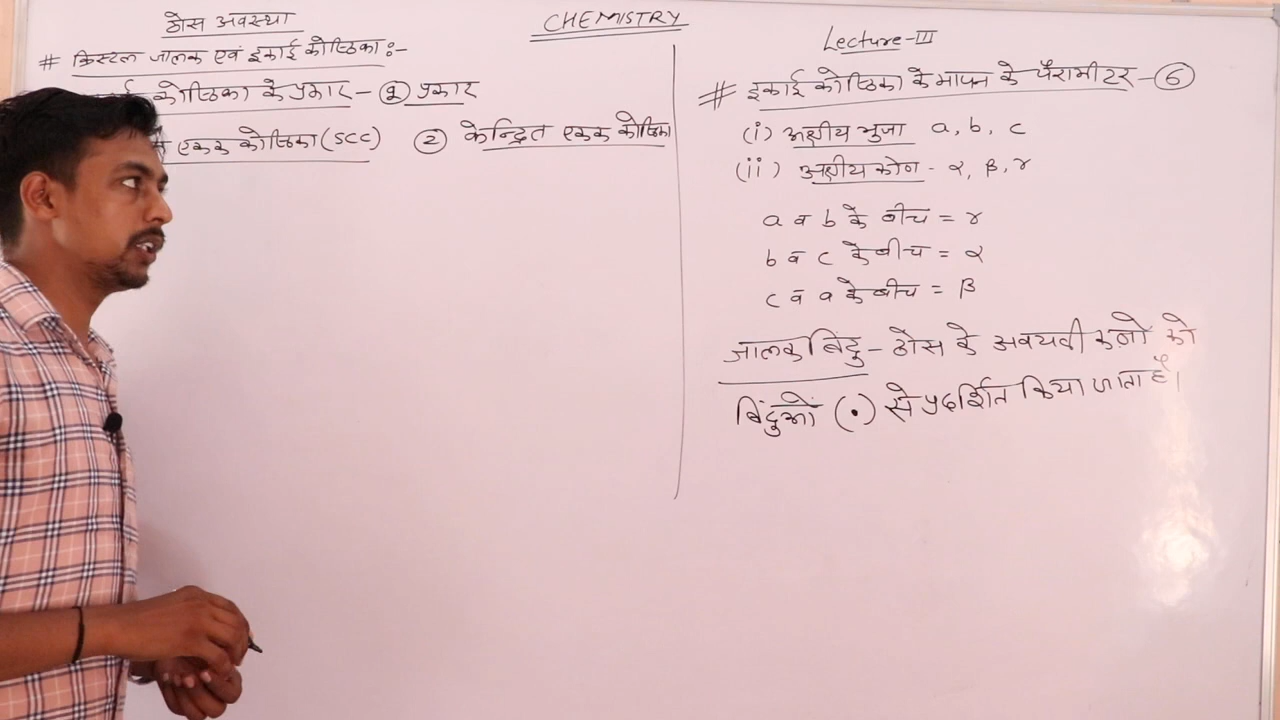 ठोस अवस्था
CHEMISTRY
Lecture-III
# क्रिस्टल जालक एवं इकाई कोष्ठिका :-
कोष्ठिका के प्रकार - ② प्रकार
एकक कोष्ठिका (SCC) ② केन्द्रित एकक कोष्ठिका
# इकाई कोष्ठिका के मापन के पैरामीटर - ⑥
(i) अक्षीय भुजा a, b, c
(ii) अक्षीय कोण - α, β, γ
a व b के बीच = γ
b व c के बीच = α
c व a के बीच = β
जालक बिंदु - ठोस के अवयवी कणो को
बिंदुओं (•) से प्रदर्शित किया जाता है।